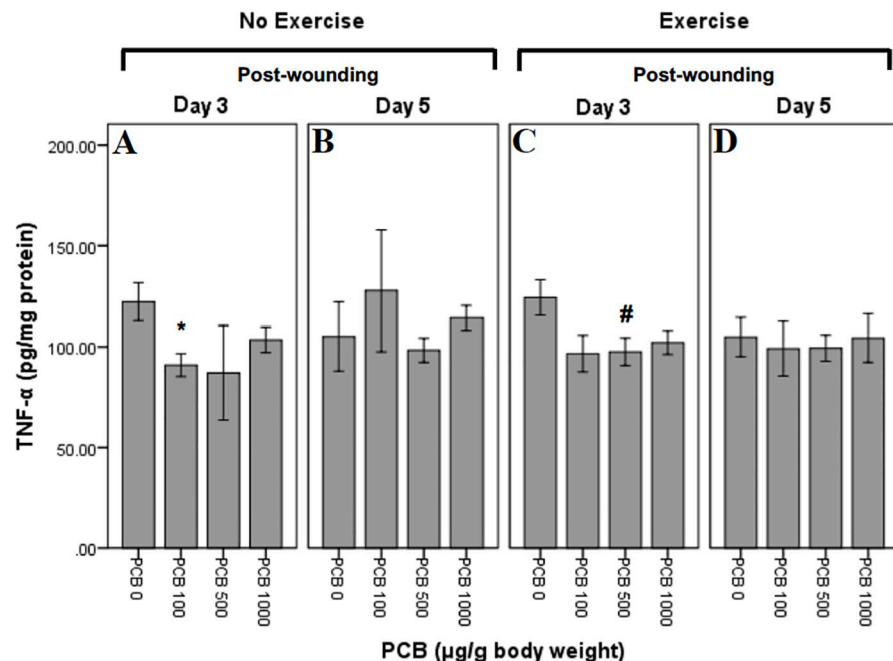 No Exercise
Exercise
Post-wounding
Post-wounding
Day 3
Day 5
Day 3
Day 5
A
B
C
D
TNF-α (pg/mg protein)
200.00
150.00
100.00
50.00
.00
*
#
PCB 0
PCB 100
PCB 500
PCB 1000
PCB 0
PCB 100
PCB 500
PCB 1000
PCB 0
PCB 100
PCB 500
PCB 1000
PCB 0
PCB 100
PCB 500
PCB 1000
PCB (µg/g body weight)